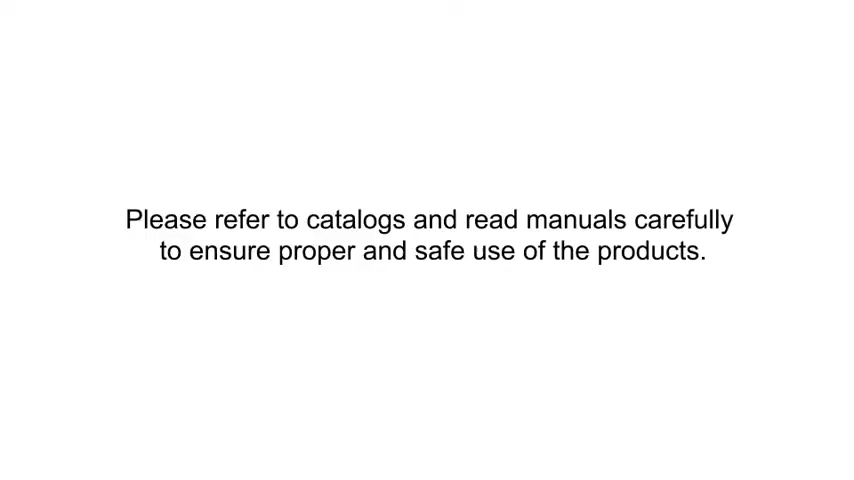 Please refer to catalogs and read manuals carefully
to ensure proper and safe use of the products.